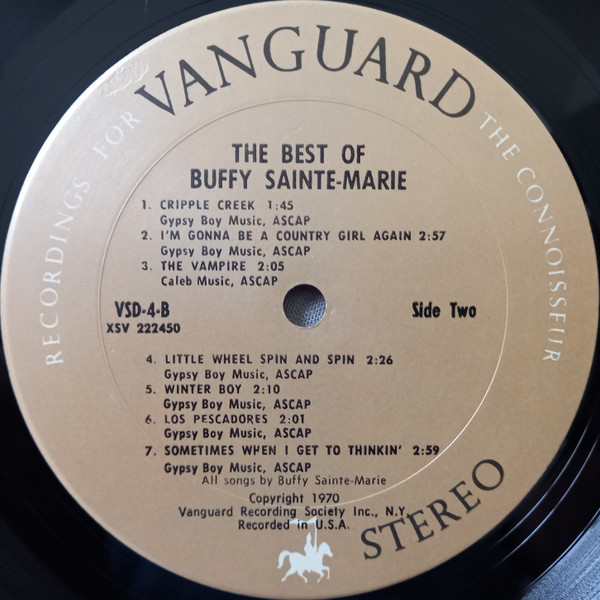 RECORDINGS FOR VANGUARD THE CONNOISSEUR
THE BEST OF
BUFFY SAINTE-MARIE
1. CRIPPLE CREEK 1:45
Gypsy Boy Music, ASCAP
2. I'M GONNA BE A COUNTRY GIRL AGAIN 2:57
Gypsy Boy Music, ASCAP
3. THE VAMPIRE 2:05
Caleb Music, ASCAP
VSD-4-B Side Two
XSV 222450
4. LITTLE WHEEL SPIN AND SPIN 2:26
Gypsy Boy Music, ASCAP
5. WINTER BOY 2:10
Gypsy Boy Music, ASCAP
6. LOS PESCADORES 2:01
Gypsy Boy Music, ASCAP
7. SOMETIMES WHEN I GET TO THINKIN' 2:59
Gypsy Boy Music, ASCAP
All songs by Buffy Sainte-Marie
Copyright 1970
Vanguard Recording Society Inc., N.Y.
Recorded in U.S.A.
STEREO